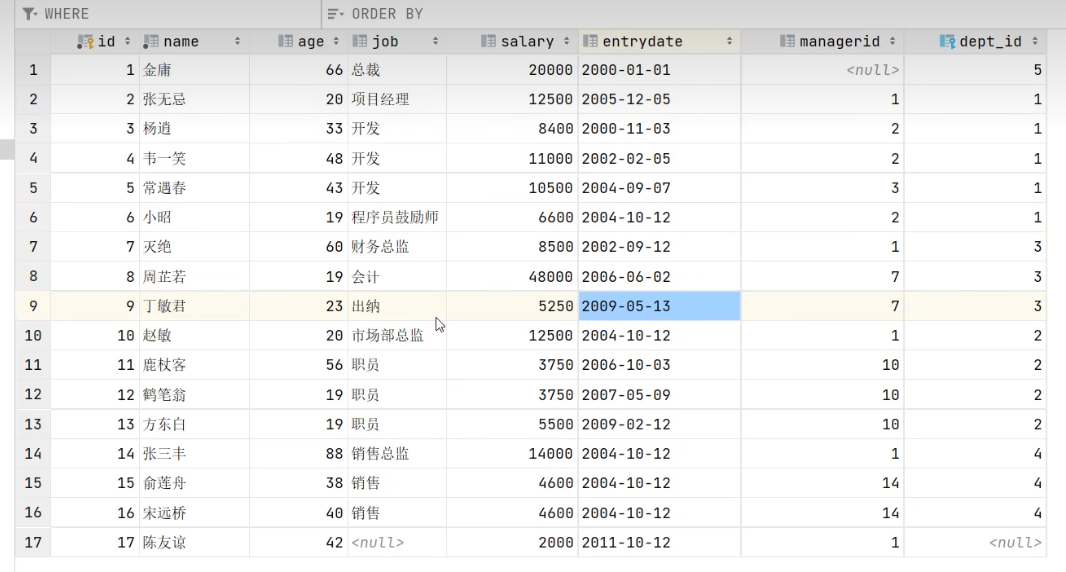 WHERE ORDER BY
id name age job salary entrydate managerid dept_id
1 1 金庸 66 总裁 20000 2000-01-01 <null> 5
2 2 张无忌 20 项目经理 12500 2005-12-05 1 1
3 3 杨逍 33 开发 8400 2000-11-03 2 1
4 4 韦一笑 48 开发 11000 2002-02-05 2 1
5 5 常遇春 43 开发 10500 2004-09-07 3 1
6 6 小昭 19 程序员鼓励师 6600 2004-10-12 2 1
7 7 灭绝 60 财务总监 8500 2002-09-12 1 3
8 8 周芷若 19 会计 48000 2006-06-02 7 3
9 9 丁敏君 23 出纳 5250 2009-05-13 7 3
10 10 赵敏 20 市场部总监 12500 2004-10-12 1 2
11 11 鹿杖客 56 职员 3750 2006-10-03 10 2
12 12 鹤笔翁 19 职员 3750 2007-05-09 10 2
13 13 方东白 19 职员 5500 2009-02-12 10 2
14 14 张三丰 88 销售总监 14000 2004-10-12 1 4
15 15 俞莲舟 38 销售 4600 2004-10-12 14 4
16 16 宋远桥 40 销售 4600 2004-10-12 14 4
17 17 陈友谅 42 <null> 2000 2011-10-12 1 <null>